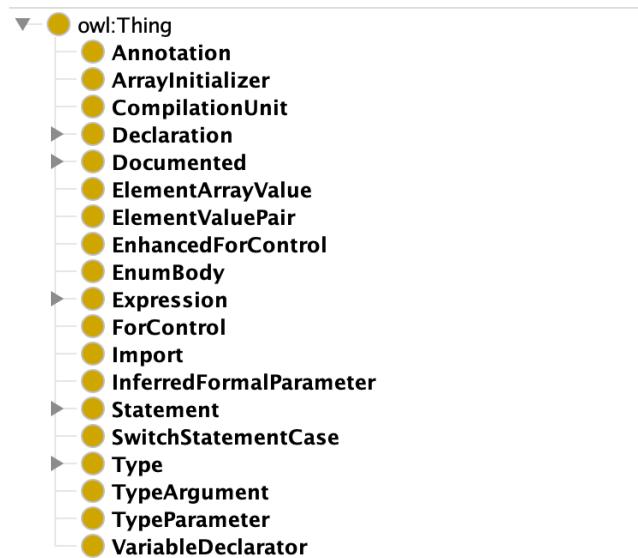 owl:Thing
Annotation
ArrayInitializer
CompilationUnit
Declaration
Documented
ElementArrayValue
ElementValuePair
EnhancedForControl
EnumBody
Expression
ForControl
Import
InferredFormalParameter
Statement
SwitchStatementCase
Type
TypeArgument
TypeParameter
VariableDeclarator